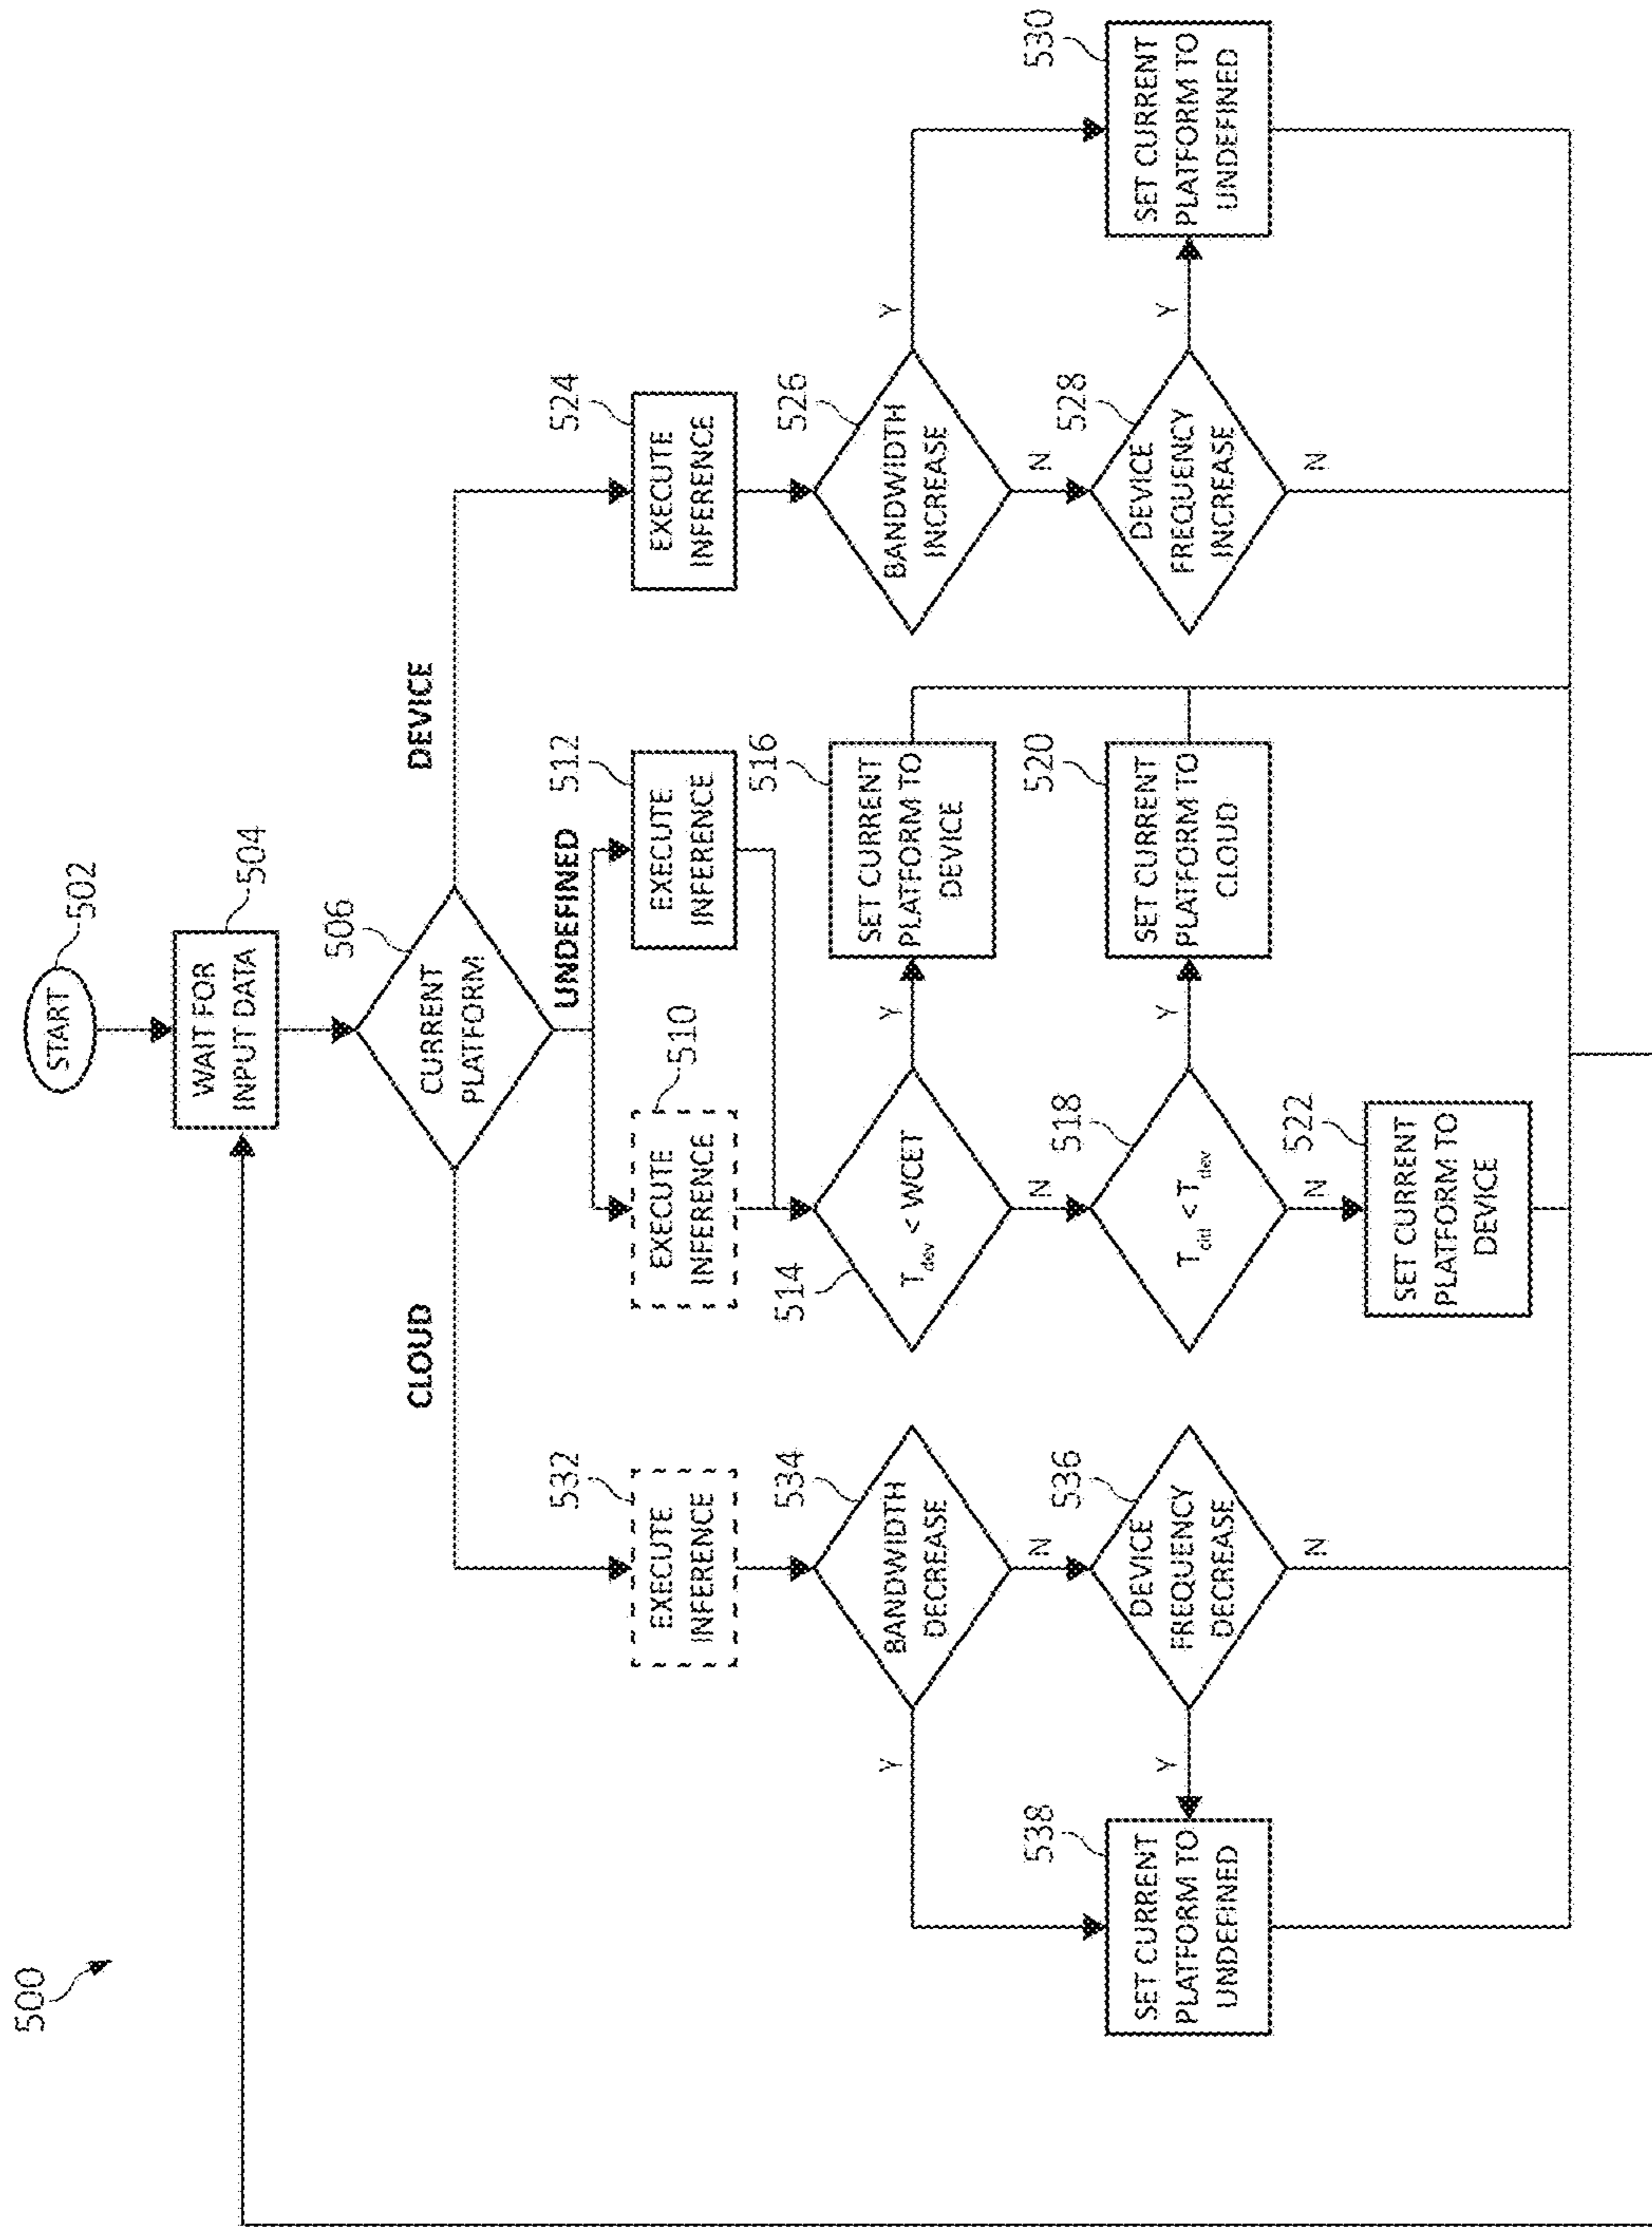 500
START
502
WAIT FOR
INPUT DATA
504
CURRENT
PLATFORM
506
CLOUD
UNDEFINED
DEVICE
EXECUTE
INFERENCE
532
EXECUTE
INFERENCE
510
EXECUTE
INFERENCE
512
EXECUTE
INFERENCE
524
BANDWIDTH
DECREASE
534
Y
N
514
Tdev < WCET
Y
N
SET CURRENT
PLATFORM TO
DEVICE
516
BANDWIDTH
INCREASE
526
Y
N
SET CURRENT
PLATFORM TO
UNDEFINED
538
Y
DEVICE
FREQUENCY
DECREASE
536
N
518
< Tdev
Y
N
SET CURRENT
PLATFORM TO
CLOUD
520
DEVICE
FREQUENCY
INCREASE
528
Y
N
SET CURRENT
PLATFORM TO
UNDEFINED
530
SET CURRENT
PLATFORM TO
DEVICE
522